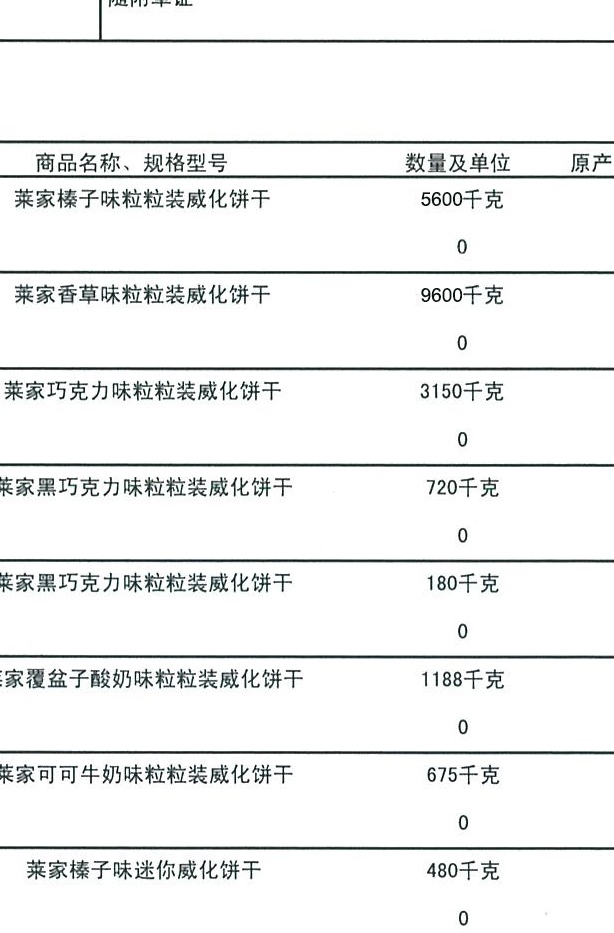 随附单证
商品名称、规格型号 数量及单位 原产
莱家榛子味粒粒装威化饼干 5600千克
0
莱家香草味粒粒装威化饼干 9600千克
0
莱家巧克力味粒粒装威化饼干 3150千克
0
莱家黑巧克力味粒粒装威化饼干 720千克
0
莱家黑巧克力味粒粒装威化饼干 180千克
0
莱家覆盆子酸奶味粒粒装威化饼干 1188千克
0
莱家可可牛奶味粒粒装威化饼干 675千克
0
莱家榛子味迷你威化饼干 480千克
0